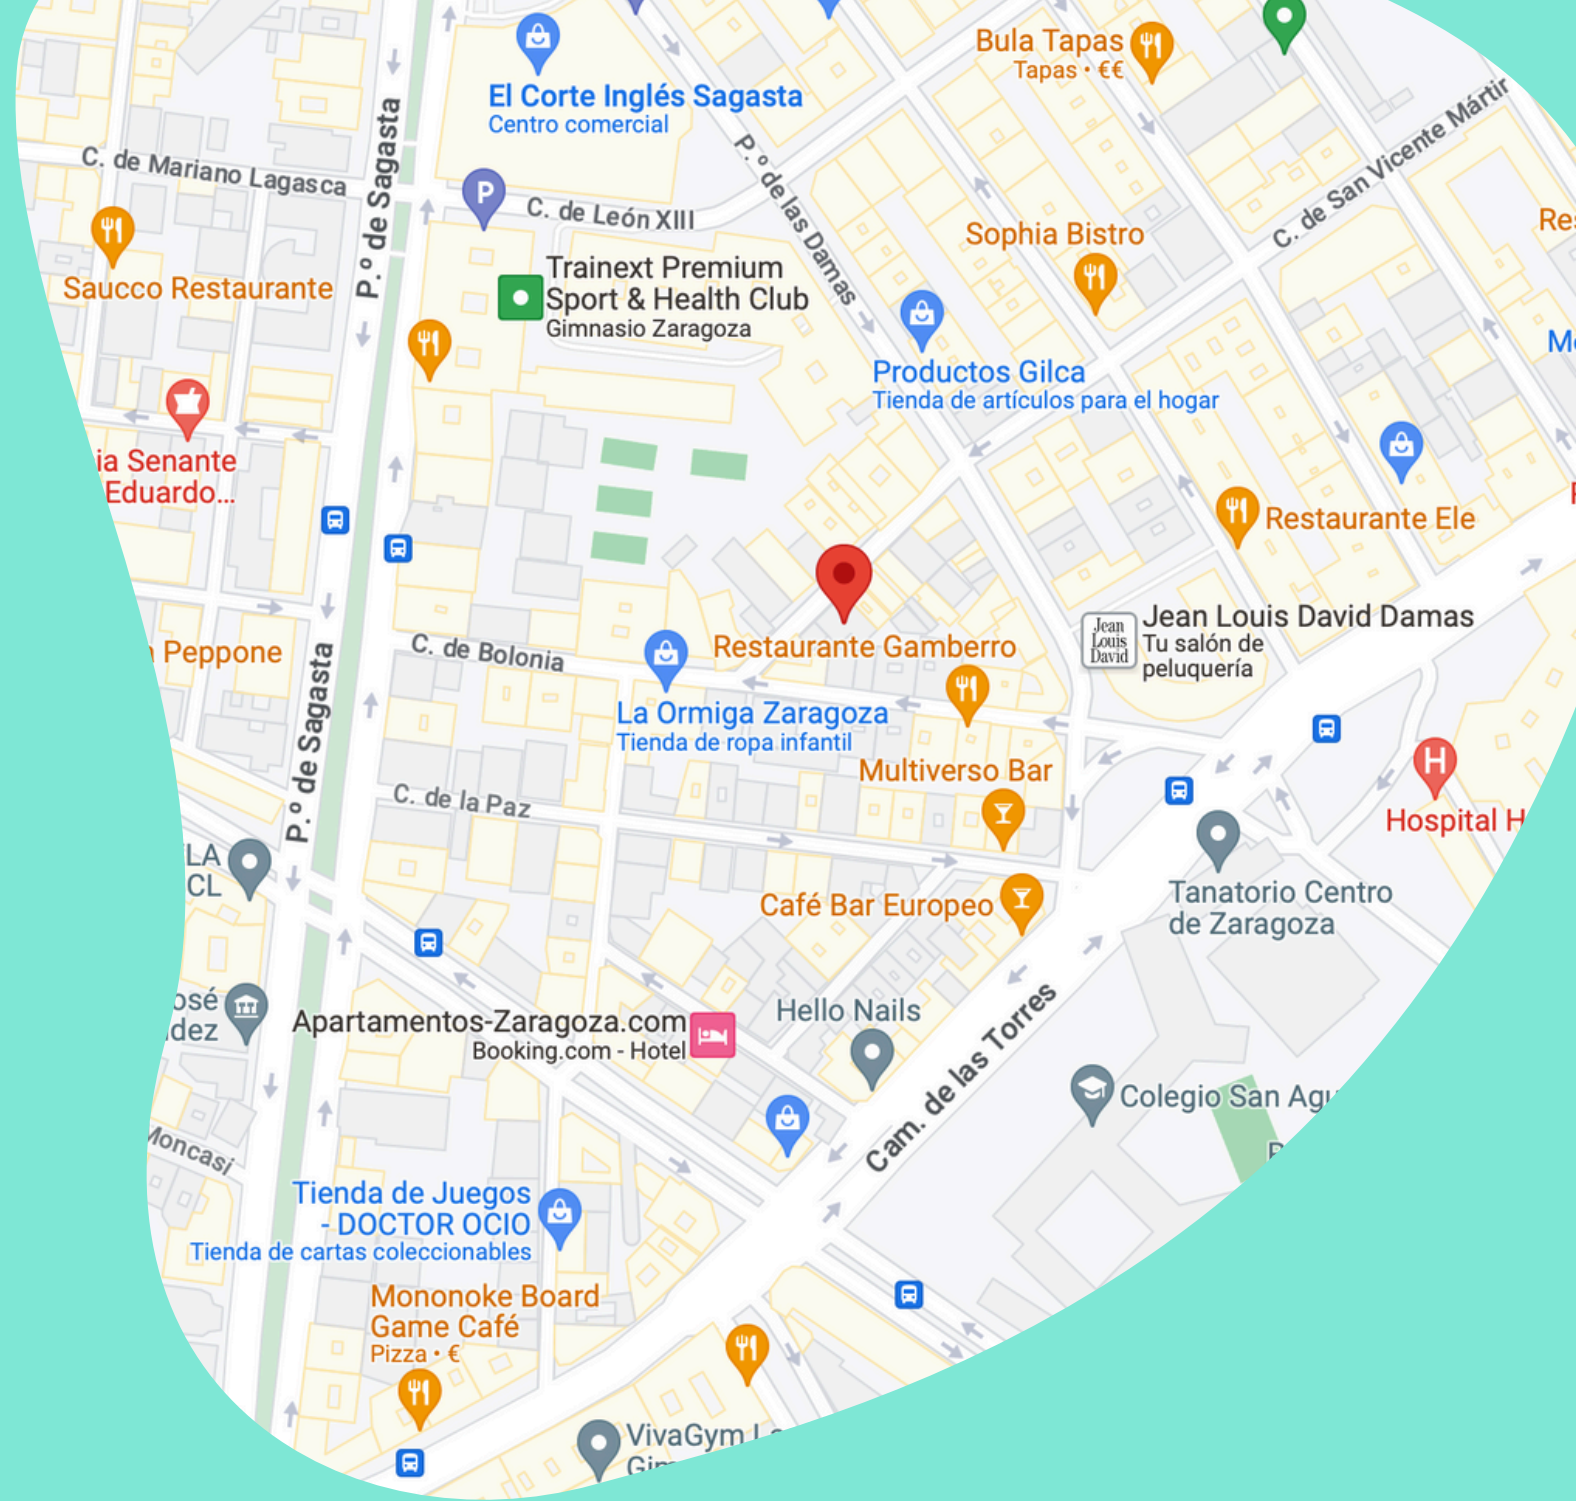 Bula Tapas
Tapas • €€
El Corte Inglés Sagasta
Centro comercial
P.º de Sagasta
C. de Mariano Lagasca
P
C. de León XIII
P.º de las Damas
C. de San Vicente Mártir
Saucco Restaurante
Trainext Premium
Sport & Health Club
Gimnasio Zaragoza
Sophia Bistro
Res
Productos Gilca
Tienda de artículos para el hogar
ia Senante
Eduardo...
Restaurante Ele
Peppone
C. de Bolonia
Restaurante Gamberro
Jean
Louis
David
Jean Louis David Damas
Tu salón de
peluquería
P.º de Sagasta
La Ormiga Zaragoza
Tienda de ropa infantil
Multiverso Bar
H
Hospital H
C. de la Paz
LA
CL
Café Bar Europeo
Tanatorio Centro
de Zaragoza
osé
dez
Apartamentos-Zaragoza.com
Booking.com - Hotel
Hello Nails
Cam. de las Torres
Colegio San Agu
Moncasi
Tienda de Juegos
- DOCTOR OCIO
Tienda de cartas coleccionables
Mononoke Board
Game Café
Pizza • €
VivaGym